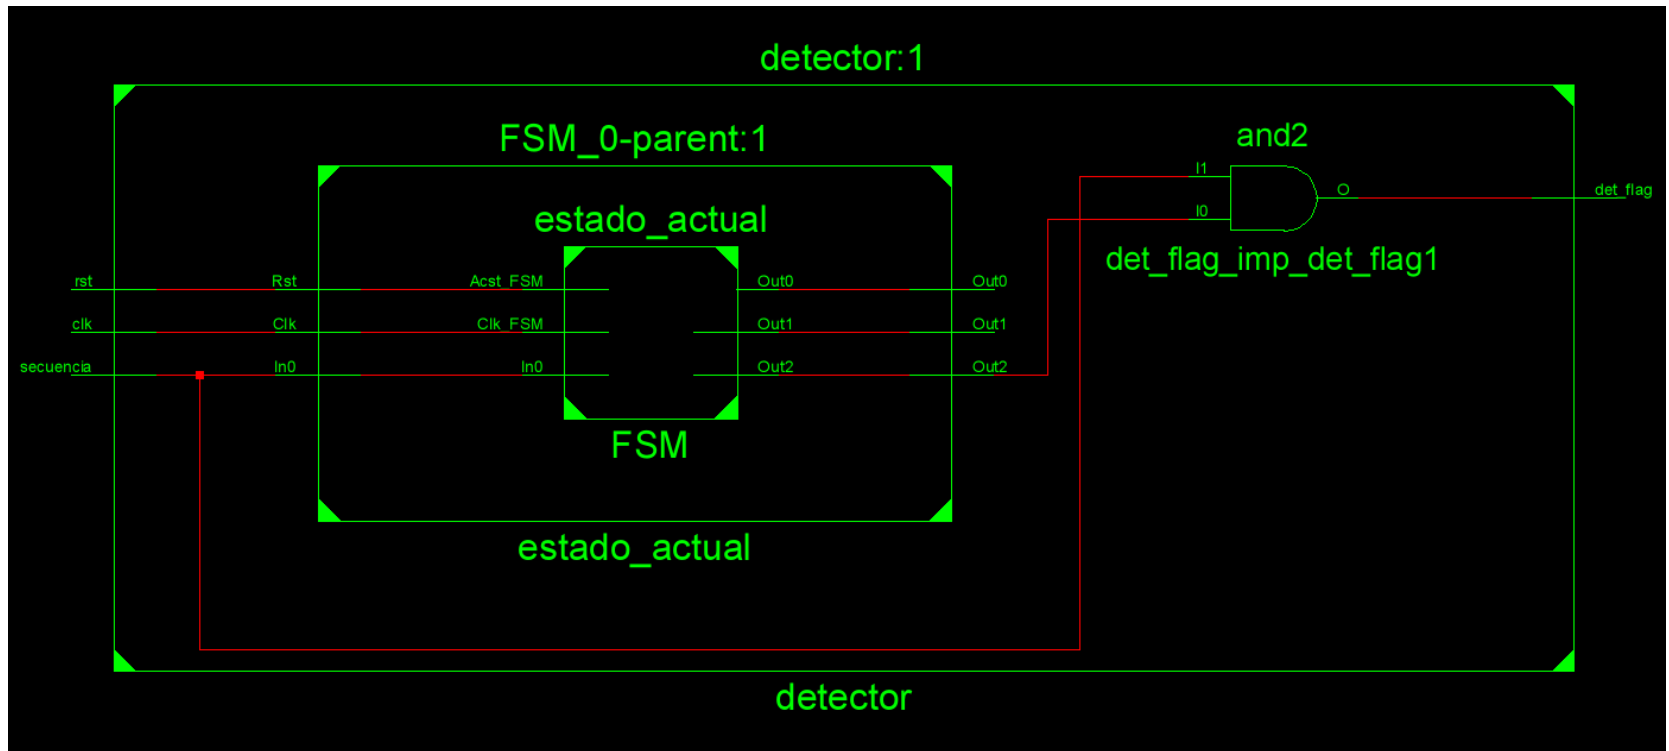 detector:1
FSM_0-parent:1
and2
I1
estado_actual
O
det_flag
I0
det_flag_imp_det_flag1
rst
Rst
Acst_FSM
Out0
Out0
clk
Clk
Clk_FSM
Out1
Out1
secuencia
In0
In0
Out2
Out2
FSM
estado_actual
detector